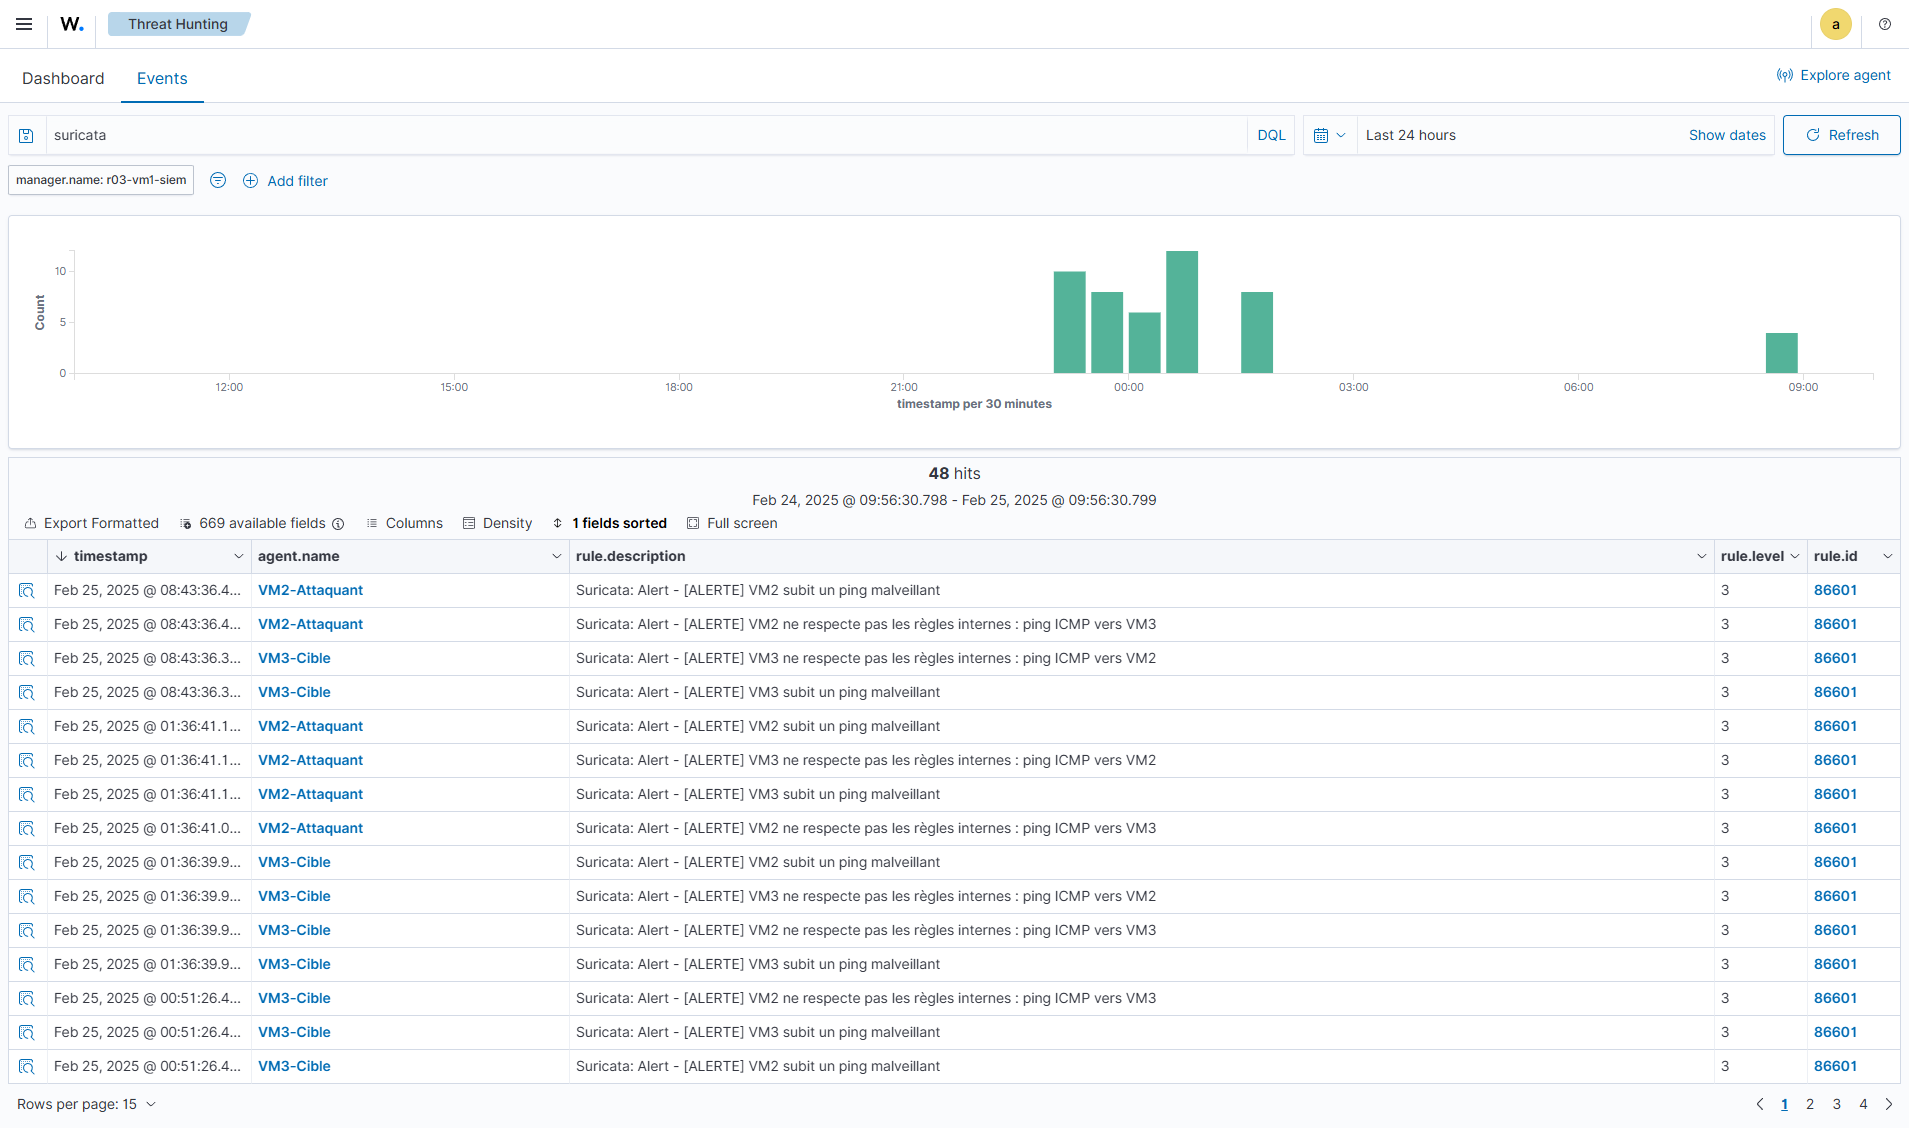 W. Threat Hunting a
Dashboard Events Explore agent
suricata DQL Last 24 hours Show dates Refresh
manager.name: r03-vm1-siem Add filter
10
5
0
Count
12:00 15:00 18:00 21:00 00:00 03:00 06:00 09:00
timestamp per 30 minutes
48 hits
Feb 24, 2025 @ 09:56:30.798 - Feb 25, 2025 @ 09:56:30.799
Export Formatted 669 available fields Columns Density 1 fields sorted Full screen
timestamp agent.name rule.description rule.level rule.id
Feb 25, 2025 @ 08:43:36.4... VM2-Attaquant Suricata: Alert - [ALERTE] VM2 subit un ping malveillant 3 86601
Feb 25, 2025 @ 08:43:36.4... VM2-Attaquant Suricata: Alert - [ALERTE] VM2 ne respecte pas les règles internes : ping ICMP vers VM3 3 86601
Feb 25, 2025 @ 08:43:36.3... VM3-Cible Suricata: Alert - [ALERTE] VM3 ne respecte pas les règles internes : ping ICMP vers VM2 3 86601
Feb 25, 2025 @ 08:43:36.3... VM3-Cible Suricata: Alert - [ALERTE] VM3 subit un ping malveillant 3 86601
Feb 25, 2025 @ 01:36:41.1... VM2-Attaquant Suricata: Alert - [ALERTE] VM2 subit un ping malveillant 3 86601
Feb 25, 2025 @ 01:36:41.1... VM2-Attaquant Suricata: Alert - [ALERTE] VM3 ne respecte pas les règles internes : ping ICMP vers VM2 3 86601
Feb 25, 2025 @ 01:36:41.1... VM2-Attaquant Suricata: Alert - [ALERTE] VM3 subit un ping malveillant 3 86601
Feb 25, 2025 @ 01:36:41.0... VM2-Attaquant Suricata: Alert - [ALERTE] VM2 ne respecte pas les règles internes : ping ICMP vers VM3 3 86601
Feb 25, 2025 @ 01:36:39.9... VM3-Cible Suricata: Alert - [ALERTE] VM2 subit un ping malveillant 3 86601
Feb 25, 2025 @ 01:36:39.9... VM3-Cible Suricata: Alert - [ALERTE] VM3 ne respecte pas les règles internes : ping ICMP vers VM2 3 86601
Feb 25, 2025 @ 01:36:39.9... VM3-Cible Suricata: Alert - [ALERTE] VM2 ne respecte pas les règles internes : ping ICMP vers VM3 3 86601
Feb 25, 2025 @ 01:36:39.9... VM3-Cible Suricata: Alert - [ALERTE] VM3 subit un ping malveillant 3 86601
Feb 25, 2025 @ 00:51:26.4... VM3-Cible Suricata: Alert - [ALERTE] VM2 ne respecte pas les règles internes : ping ICMP vers VM3 3 86601
Feb 25, 2025 @ 00:51:26.4... VM3-Cible Suricata: Alert - [ALERTE] VM3 subit un ping malveillant 3 86601
Feb 25, 2025 @ 00:51:26.4... VM3-Cible Suricata: Alert - [ALERTE] VM2 subit un ping malveillant 3 86601
Rows per page: 15 1 2 3 4